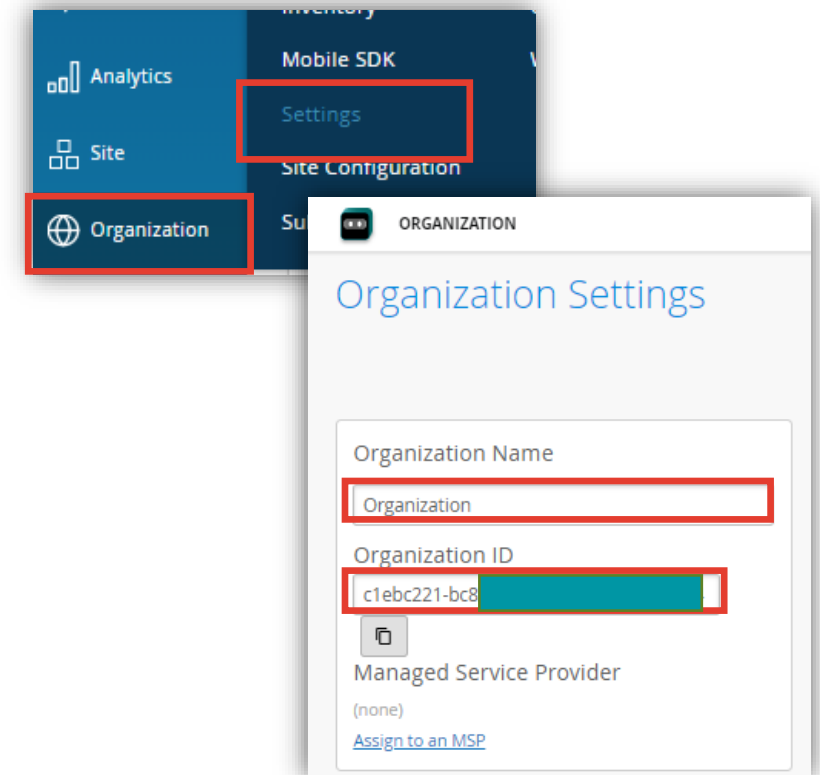 Analytics
Site
Organization
Inventory
Mobile SDK
Settings
Site Configuration
ORGANIZATION
Organization Settings
Organization Name
Organization
Organization ID
c1ebc221-bc8
Managed Service Provider
(none)
Assign to an MSP